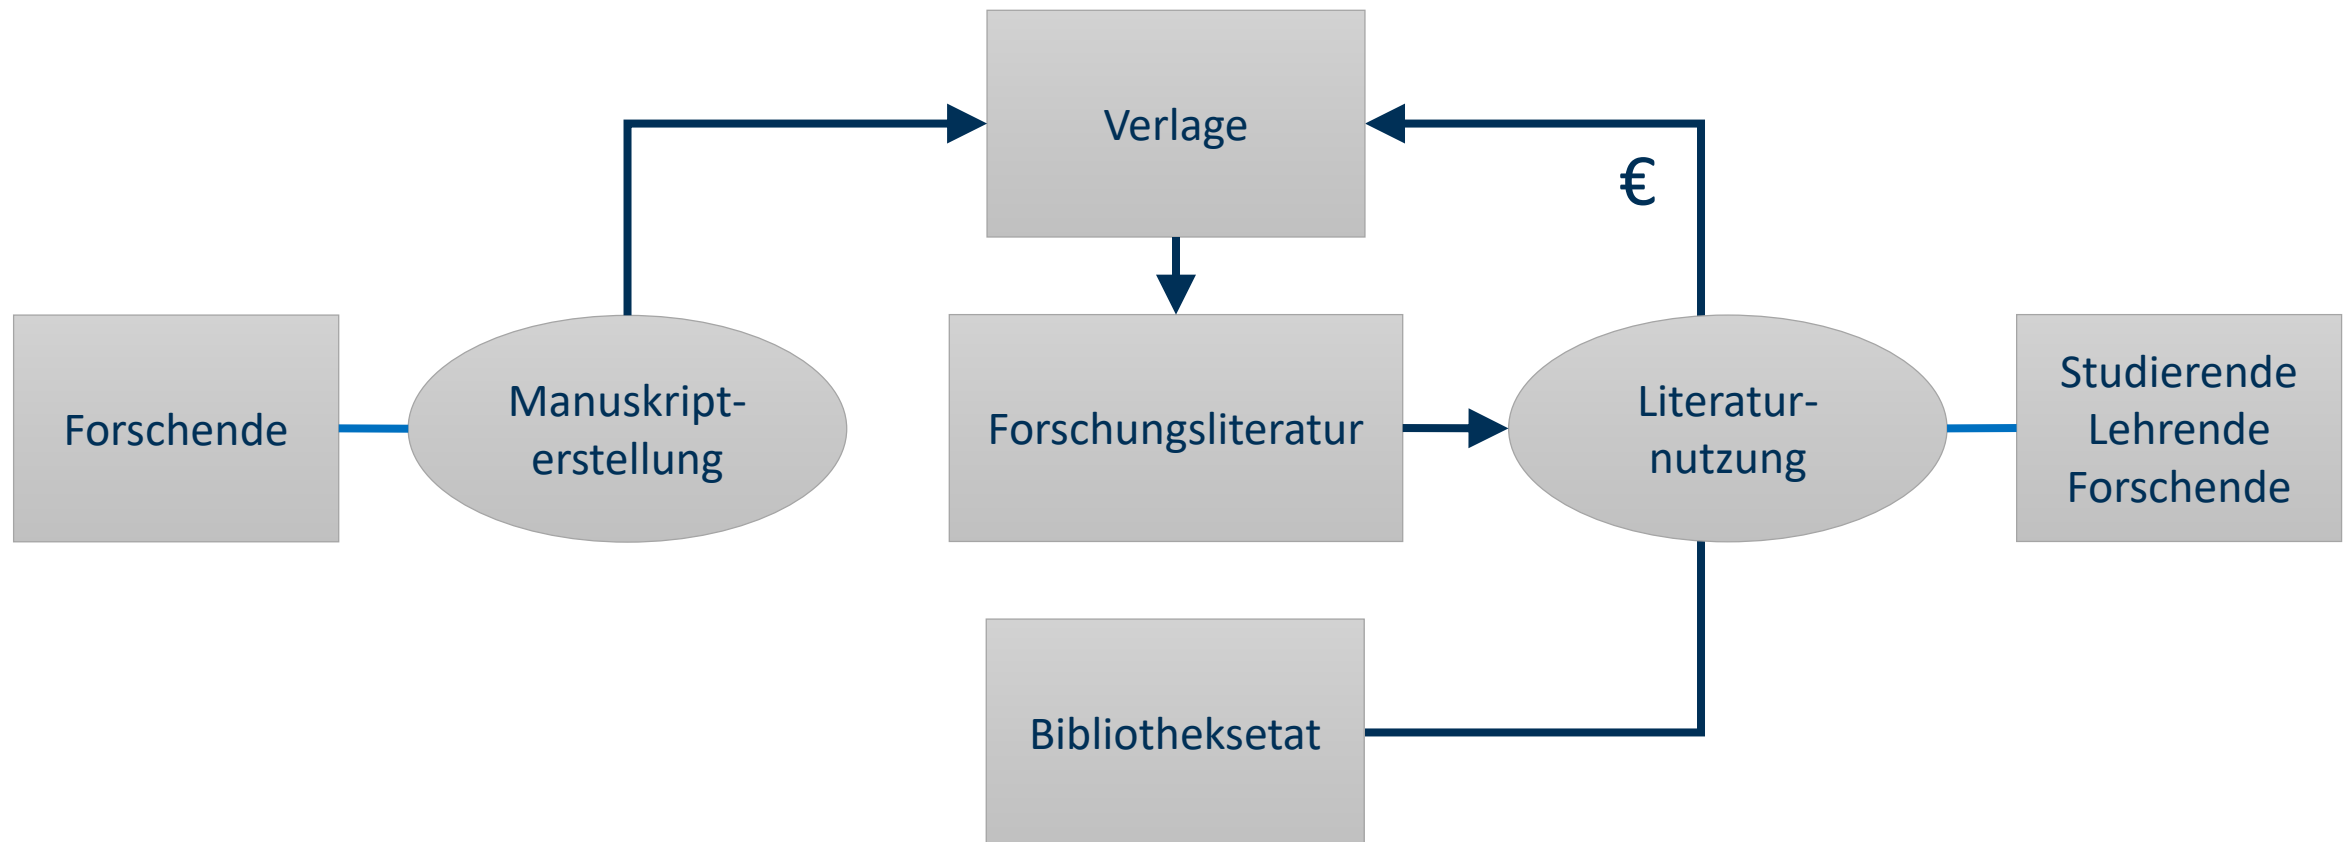 Verlage
€
Forschende
Manuskript-
erstellung
Forschungsliteratur
Literatur-
nutzung
Studierende
Lehrende
Forschende
Bibliotheksetat